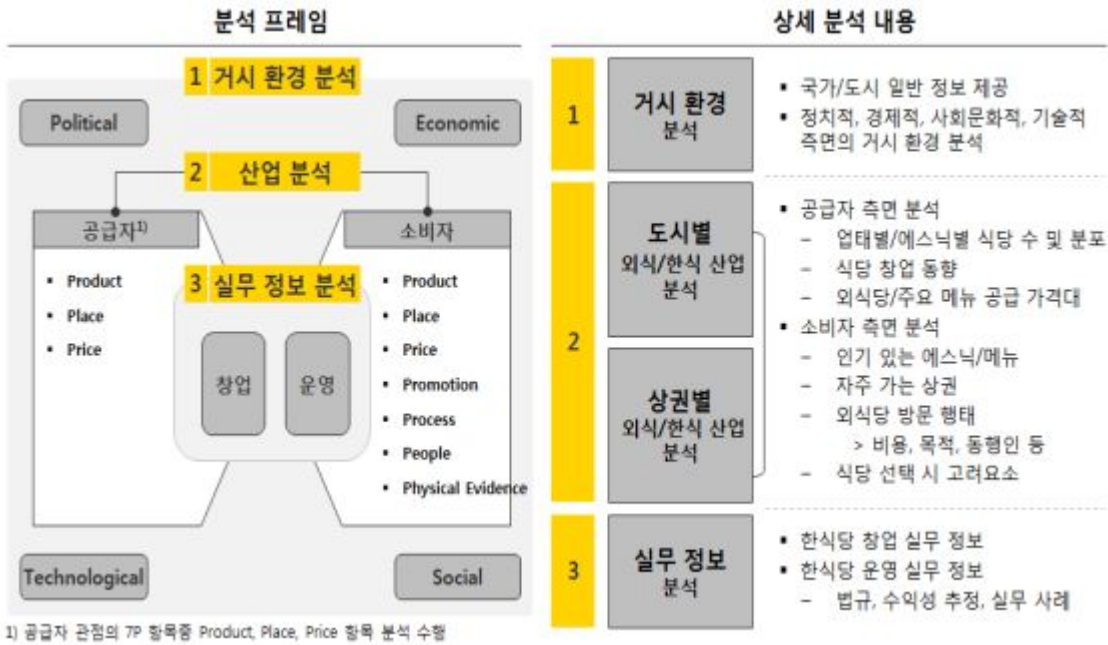 분석 프레임
1 거시 환경 분석
Political
Economic
2 산업 분석
공급자1)
소비자
▪ Product
▪ Place
▪ Price
3 실무 정보 분석
창업
운영
▪ Product
▪ Place
▪ Price
▪ Promotion
▪ Process
▪ People
▪ Physical Evidence
Technological
Social
1) 공급자 관점의 7P 항목중 Product, Place, Price 항목 분석 수행
상세 분석 내용
1
거시 환경
분석
▪ 국가/도시 일반 정보 제공
▪ 정치적, 경제적, 사회문화적, 기술적
측면의 거시 환경 분석
2
도시별
외식/한식 산업
분석
상권별
외식/한식 산업
분석
▪ 공급자 측면 분석
– 업태별/에스닉별 식당 수 및 분포
– 식당 창업 동향
– 외식당/주요 메뉴 공급 가격대
▪ 소비자 측면 분석
– 인기 있는 에스닉/메뉴
– 자주 가는 상권
– 외식당 방문 행태
> 비용, 목적, 동행인 등
– 식당 선택 시 고려요소
3
실무 정보
분석
▪ 한식당 창업 실무 정보
▪ 한식당 운영 실무 정보
– 법규, 수익성 추정, 실무 사례